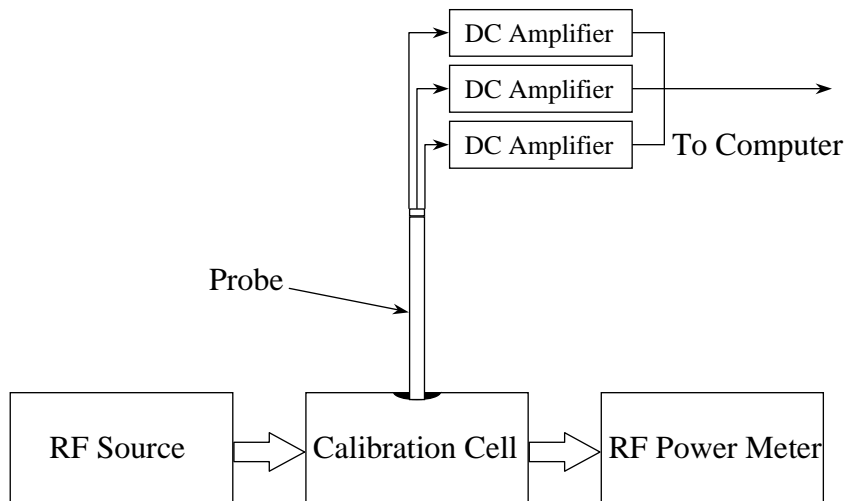 DC Amplifier
DC Amplifier
DC Amplifier
To Computer
Probe
RF Source
Calibration Cell
RF Power Meter